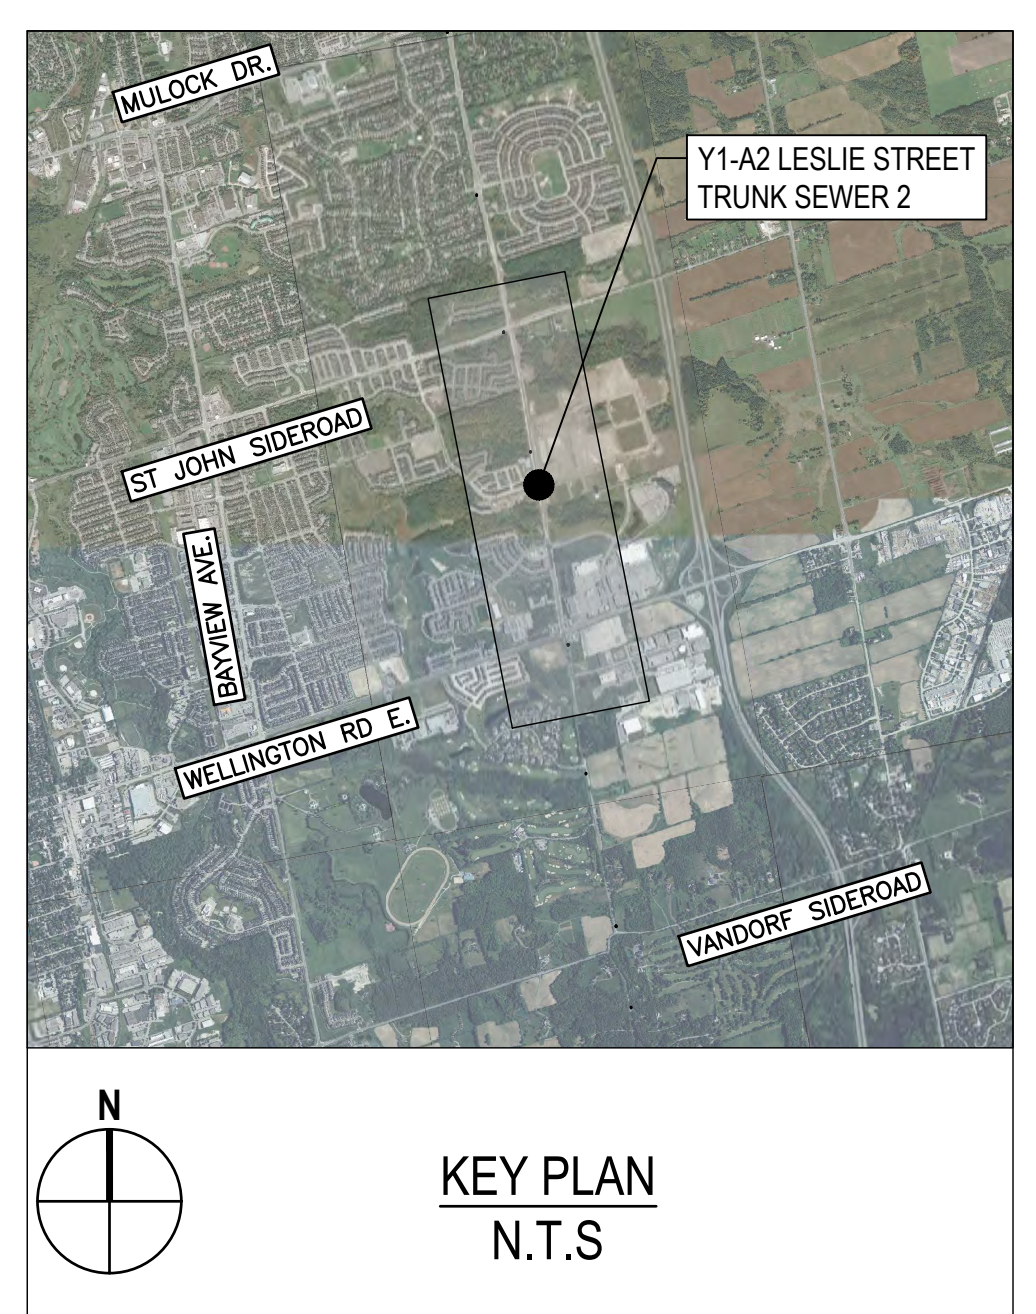 MULOCK DR.
Y1-A2 LESLIE STREET
TRUNK SEWER 2
ST JOHN SIDEROAD
BAYVIEW AVE.
WELLINGTON RD E.
VANDORF SIDEROAD
N
KEY PLAN
N.T.S